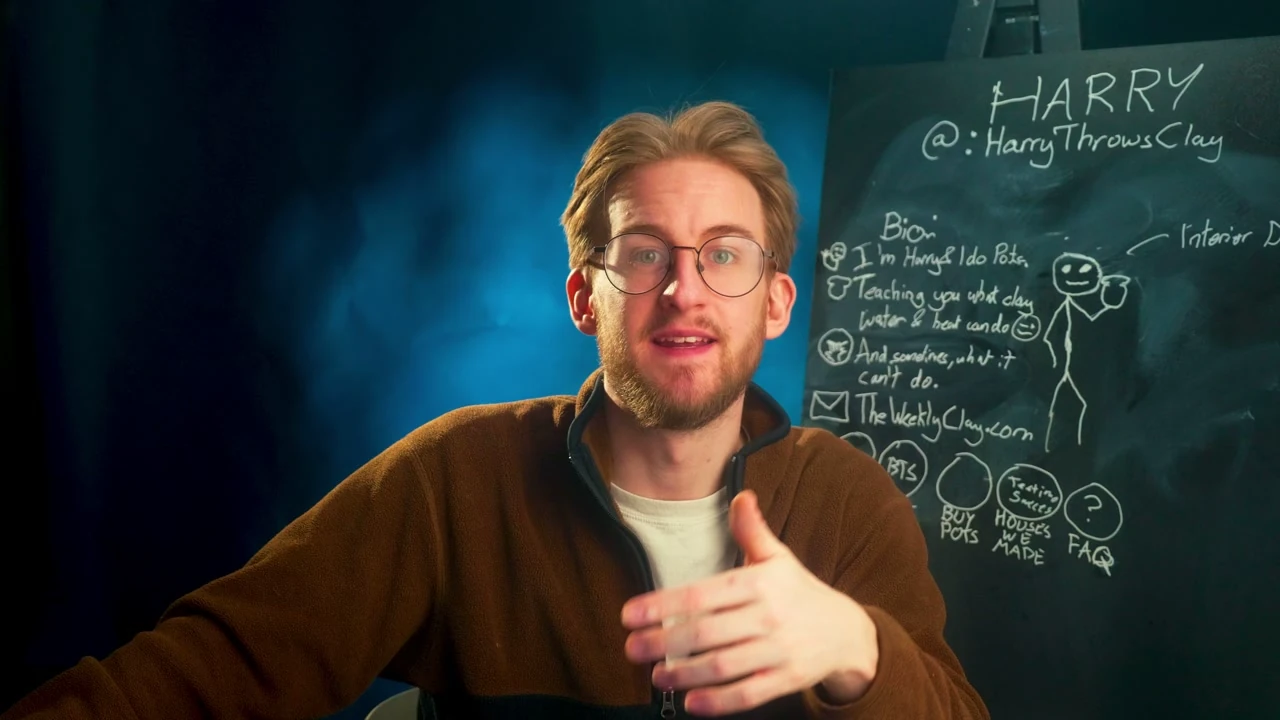 HARRY
@:HarryThrowsClay
Interior D
Bio:
I'm Harry & I do Pots.
Teaching you what clay
water & heat can do
And sometimes, what it
can't do.
TheWeeklyClay.com
BTS
BUY
POTS
Testing
HOUSES
WE
MADE
?
FAQ